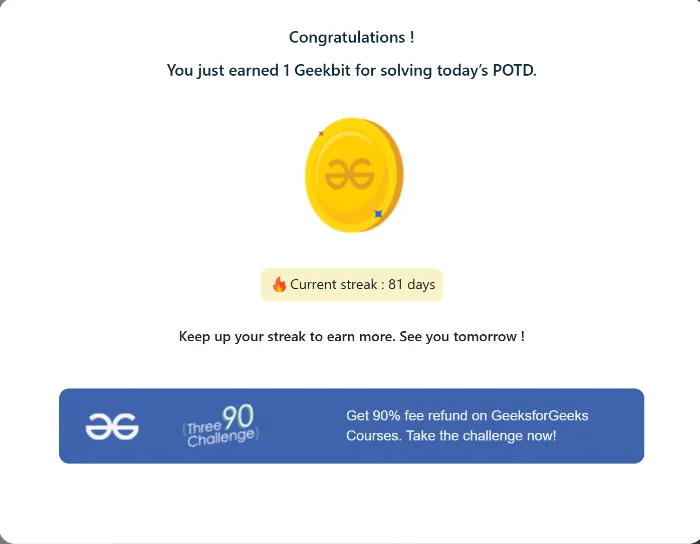 Congratulations !
You just earned 1 Geekbit for solving today’s POTD.
Current streak : 81 days
Keep up your streak to earn more. See you tomorrow !
{Three 90
Challenge}
Get 90% fee refund on GeeksforGeeks
Courses. Take the challenge now!